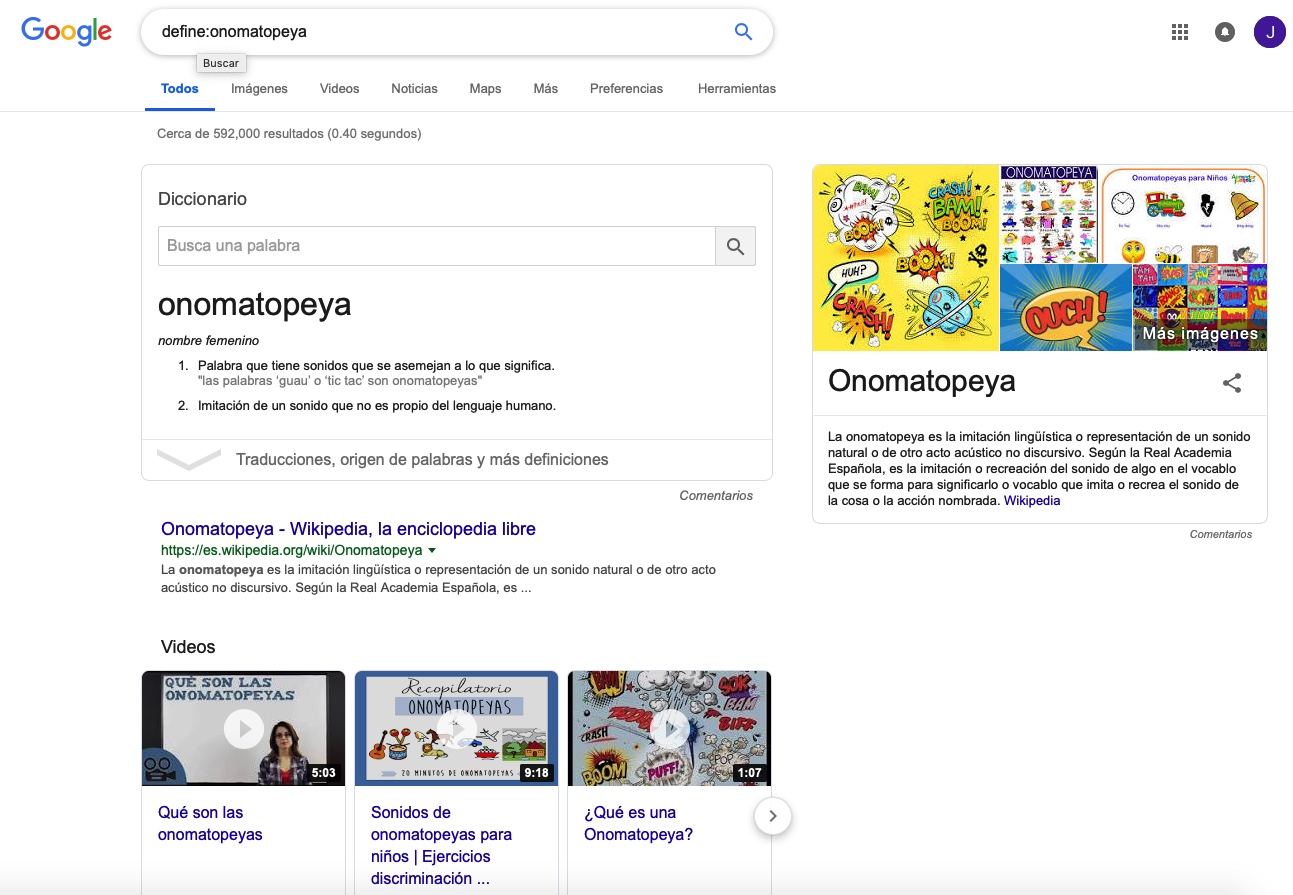 Google
define:onomatopeya
J
Buscar
Todos Imágenes Videos Noticias Maps Más Preferencias Herramientas
Cerca de 592,000 resultados (0.40 segundos)
Diccionario
Busca una palabra
onomatopeya
nombre femenino
1. Palabra que tiene sonidos que se asemejan a lo que significa.
"las palabras ‘guau’ o ‘tic tac’ son onomatopeyas"
2. Imitación de un sonido que no es propio del lenguaje humano.
Traducciones, origen de palabras y más definiciones
Comentarios
Onomatopeya - Wikipedia, la enciclopedia libre
https://es.wikipedia.org/wiki/Onomatopeya
La onomatopeya es la imitación lingüística o representación de un sonido natural o de otro acto
acústico no discursivo. Según la Real Academia Española, es ...
Videos
QUÉ SON LAS
ONOMATOPEYAS
5:03
Qué son las
onomatopeyas
Recopilatorio
ONOMATOPEYAS
20 MINUTOS DE ONOMATOPEYAS
9:18
Sonidos de
onomatopeyas para
niños | Ejercicios
discriminación ...
BAM
SOK
BAM
BIFF
CRASH
POP
BOOM
PUFF!
1:07
¿Qué es una
Onomatopeya?
BAM!
CRASH!
BAM!
BOOM!
BOOM!
HUH?
BOOM!
CRASH!
ONOMATOPEYA
Onomatopeyas para Niños
OUCH!
Más imágenes
Onomatopeya
La onomatopeya es la imitación lingüística o representación de un sonido
natural o de otro acto acústico no discursivo. Según la Real Academia
Española, es la imitación o recreación del sonido de algo en el vocablo
que se forma para significarlo o vocablo que imita o recrea el sonido de
la cosa o la acción nombrada. Wikipedia
Comentarios